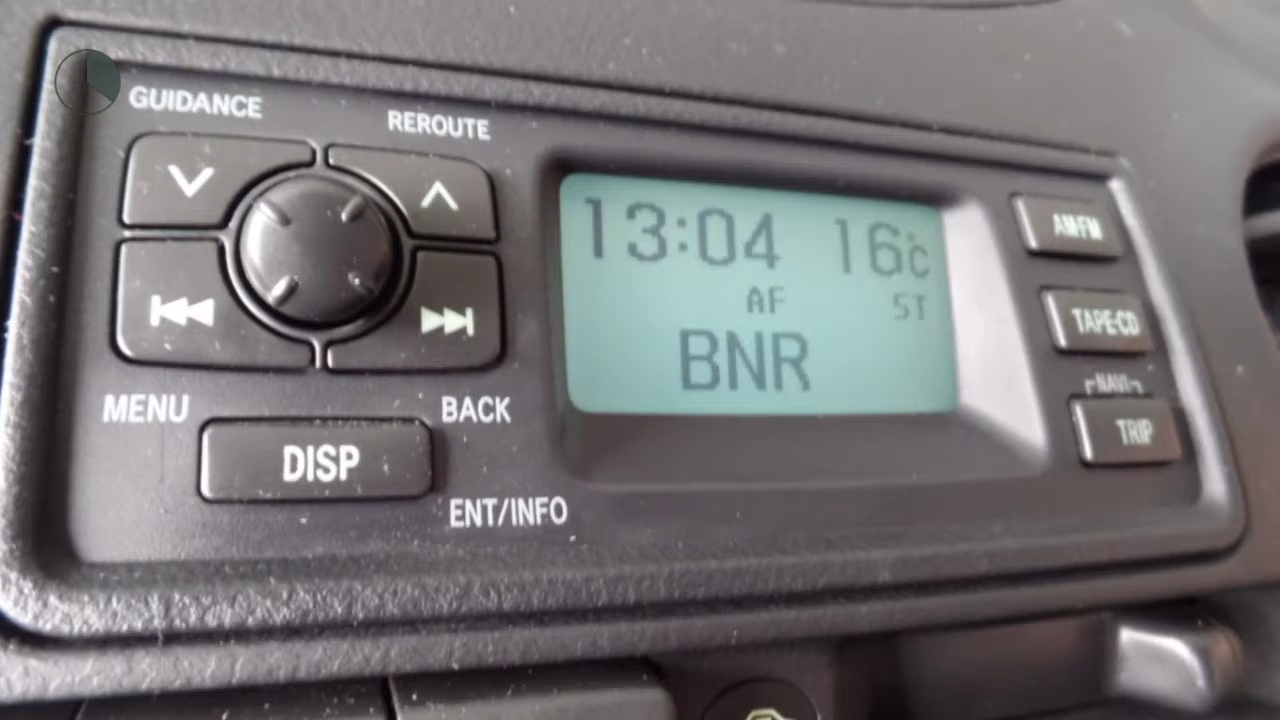 GUIDANCE
REROUTE
MENU
BACK
DISP
ENT/INFO
13:04 16°C
AF ST
BNR
AM·FM
TAPE·CD
NAVI
TRIP